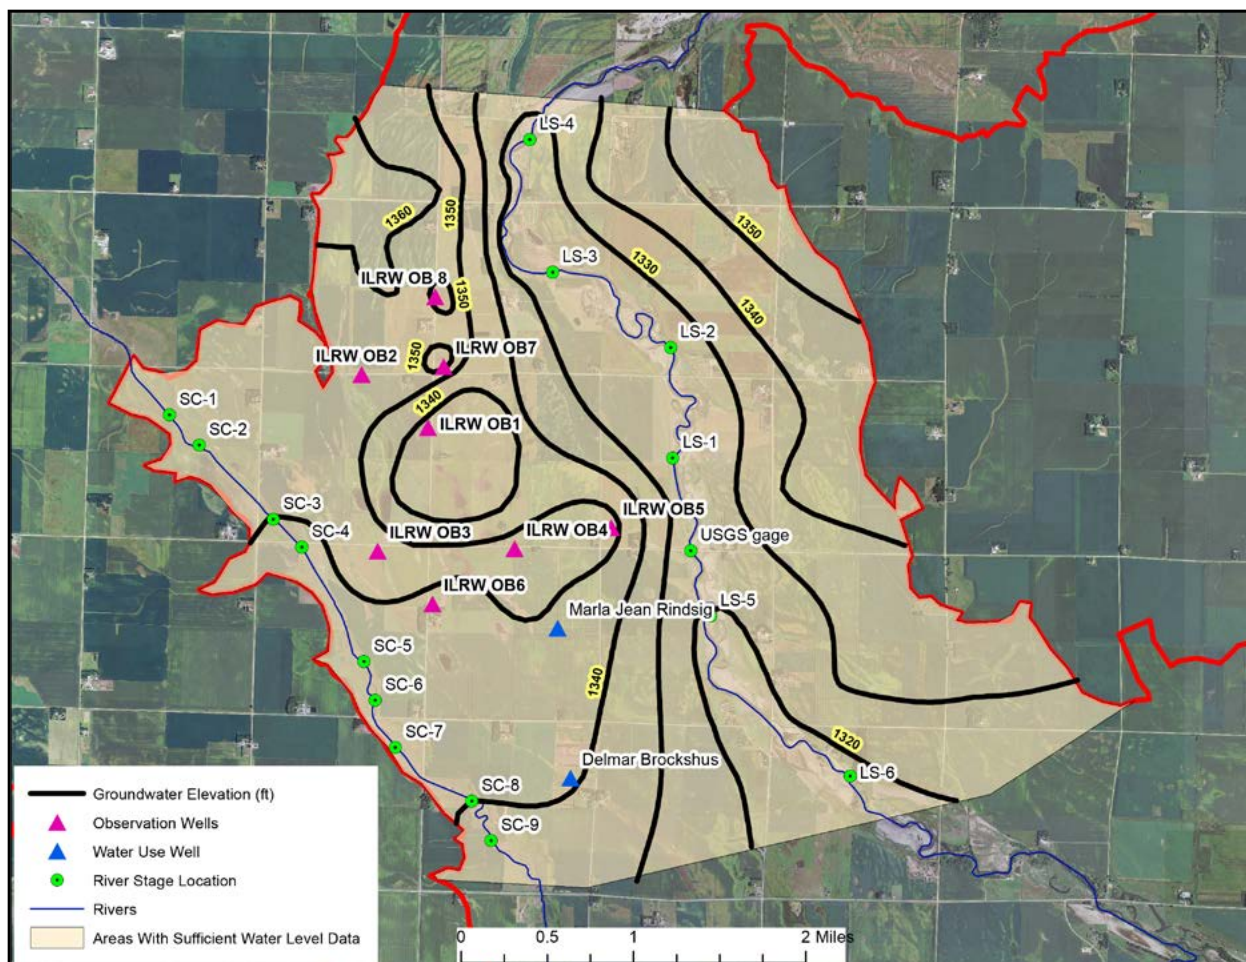 LS-4
1360
1350
1350
LS-3
1330
ILRW OB 8
1350
1340
LS-2
ILRW OB2
1350
ILRW OB7
1340
SC-1
ILRW OB1
SC-2
LS-1
SC-3
ILRW OB5
SC-4
ILRW OB3
ILRW OB4
USGS gage
ILRW OB6
Marla Jean Rindsig
LS-5
SC-5
1340
SC-6
SC-7
1320
Delmar Brockshus
LS-6
SC-8
SC-9
Groundwater Elevation (ft)
Observation Wells
Water Use Well
River Stage Location
Rivers
Areas With Sufficient Water Level Data
0 0.5 1 2 Miles